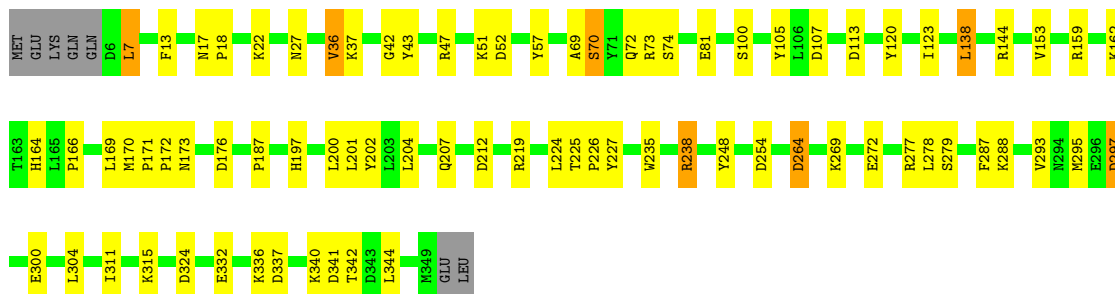 MET GLU LYS GLN GLN D6 L7 F13 N17 P18 K22 N27 V36 K37 G42 Y43 R47 K51 D52 Y57 A69 S70 Y71 Q72 R73 S74 E81 S100 Y105 L106 D107 D113 Y120 I123 L138 R144 V153 R159 K162
T163 H164 L165 P166 L169 M170 P171 P172 N173 D176 P187 H197 L200 L201 Y202 L203 L204 Q207 D212 R219 L224 T225 P226 Y227 W235 R238 Y248 D254 D264 K269 E272 R277 L278 S279 F287 K288 V293 N294 M295 E296
E300 L304 I311 K315 D324 E332 K336 D337 K340 D341 T342 D343 L344 M349 GLU LEU